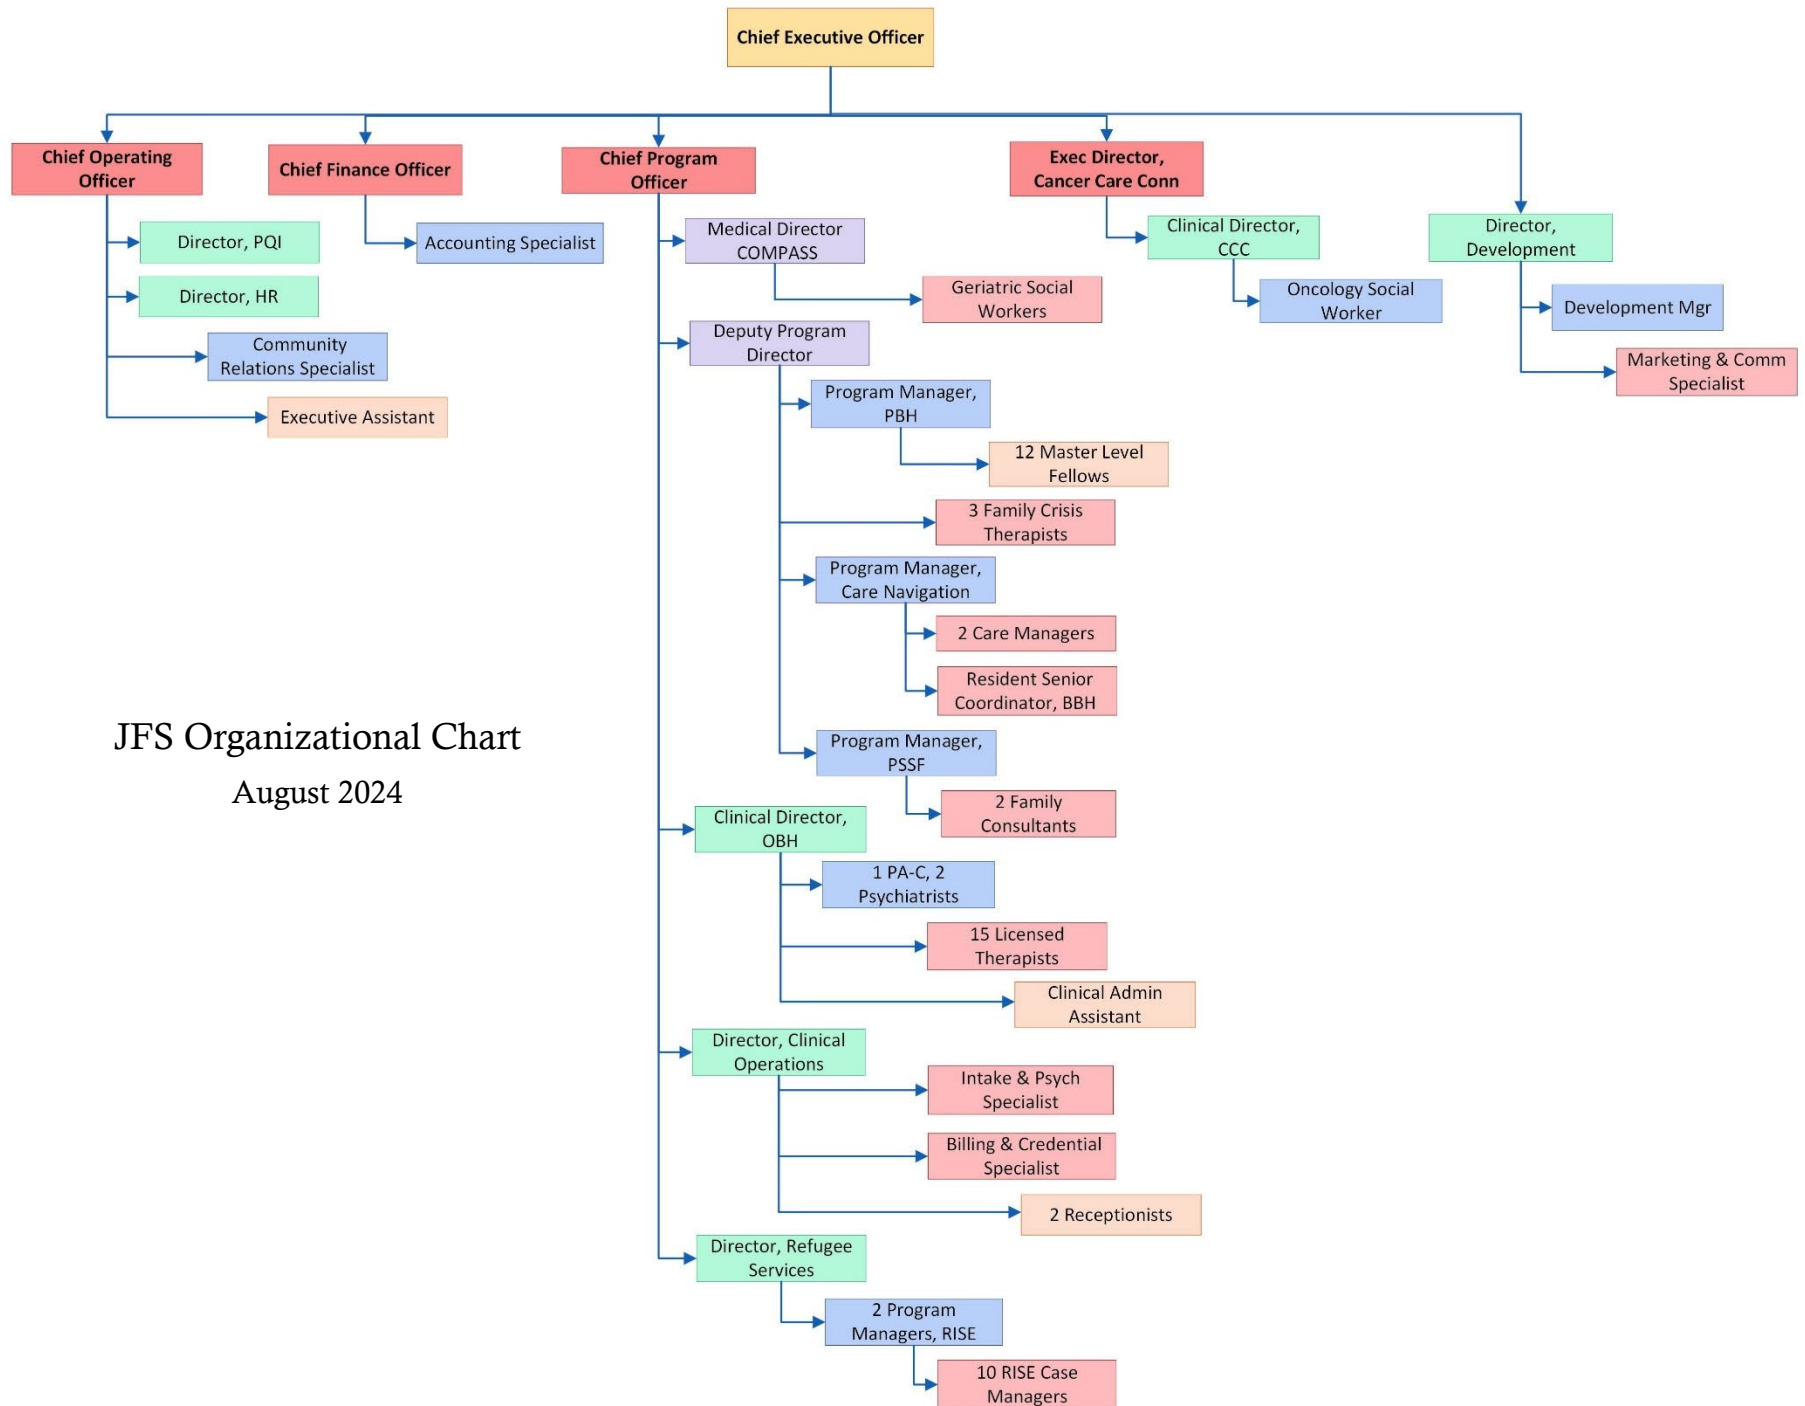 Chief Executive Officer
Chief Operating
Officer
Chief Finance Officer
Chief Program
Officer
Exec Director,
Cancer Care Conn
Director, PQI
Director, HR
Community
Relations Specialist
Executive Assistant
Accounting Specialist
Medical Director
COMPASS
Geriatric Social
Workers
Deputy Program
Director
Program Manager,
PBH
12 Master Level
Fellows
3 Family Crisis
Therapists
Program Manager,
Care Navigation
2 Care Managers
Resident Senior
Coordinator, BBH
Program Manager,
PSSF
2 Family
Consultants
Clinical Director,
OBH
1 PA-C, 2
Psychiatrists
15 Licensed
Therapists
Clinical Admin
Assistant
Director, Clinical
Operations
Intake & Psych
Specialist
Billing & Credential
Specialist
2 Receptionists
Director, Refugee
Services
2 Program
Managers, RISE
10 RISE Case
Managers
Clinical Director,
CCC
Oncology Social
Worker
Director,
Development
Development Mgr
Marketing & Comm
Specialist
JFS Organizational Chart
August 2024